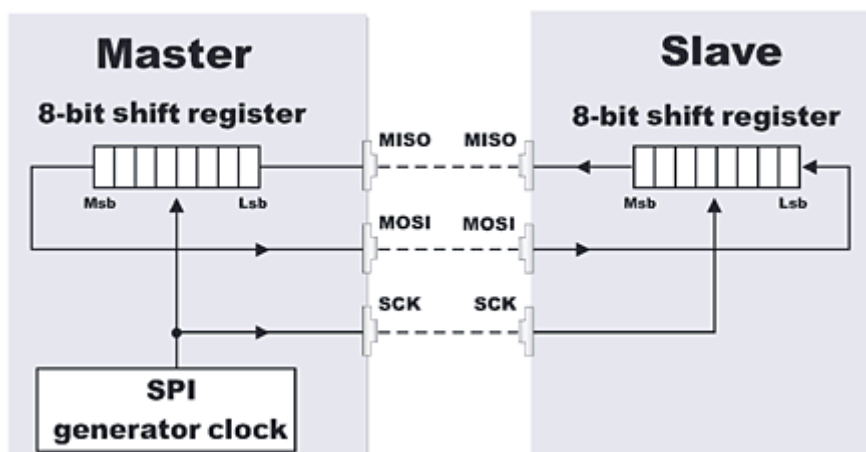 Master
8-bit shift register
Msb
Lsb
SPI
generator clock
MISO
MISO
MOSI
MOSI
SCK
SCK
Slave
8-bit shift register
Msb
Lsb